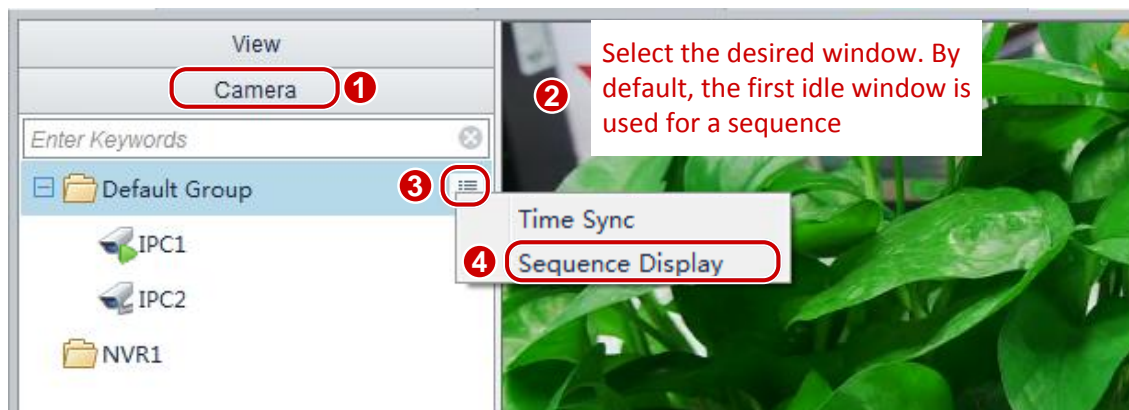 View
Camera
1
Enter Keywords
Default Group
3
IPC1
IPC2
NVR1
2
Select the desired window. By
default, the first idle window is
used for a sequence
Time Sync
4
Sequence Display